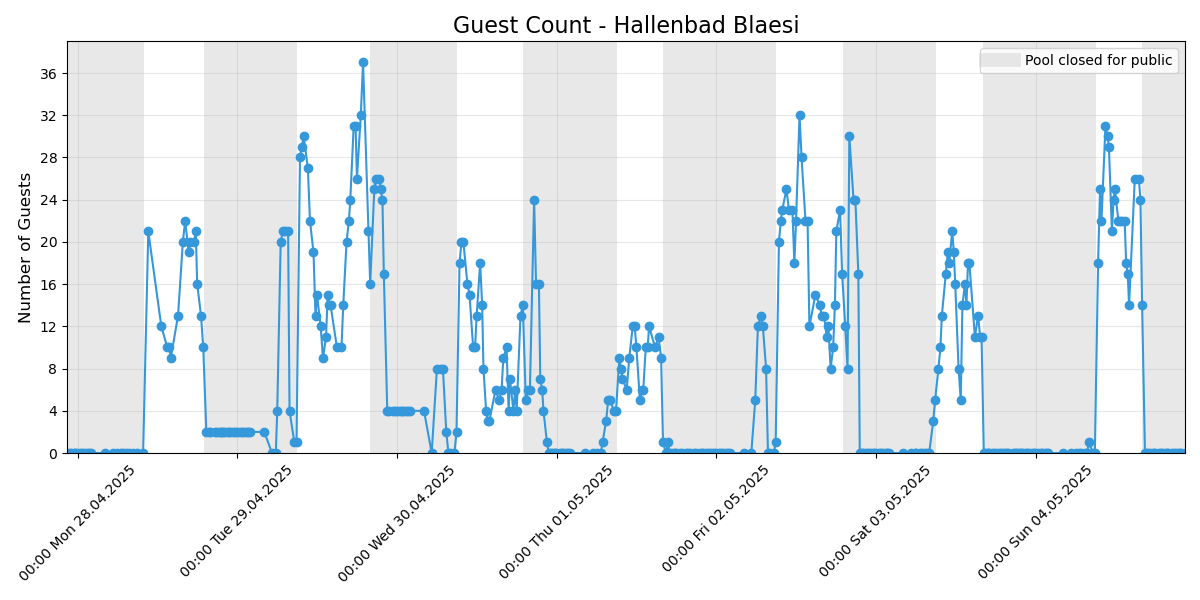 Guest Count - Hallenbad Blaesi
Pool closed for public
Number of Guests
36
32
28
24
20
16
12
8
4
0
00:00 Mon 28.04.2025
00:00 Tue 29.04.2025
00:00 Wed 30.04.2025
00:00 Thu 01.05.2025
00:00 Fri 02.05.2025
00:00 Sat 03.05.2025
00:00 Sun 04.05.2025